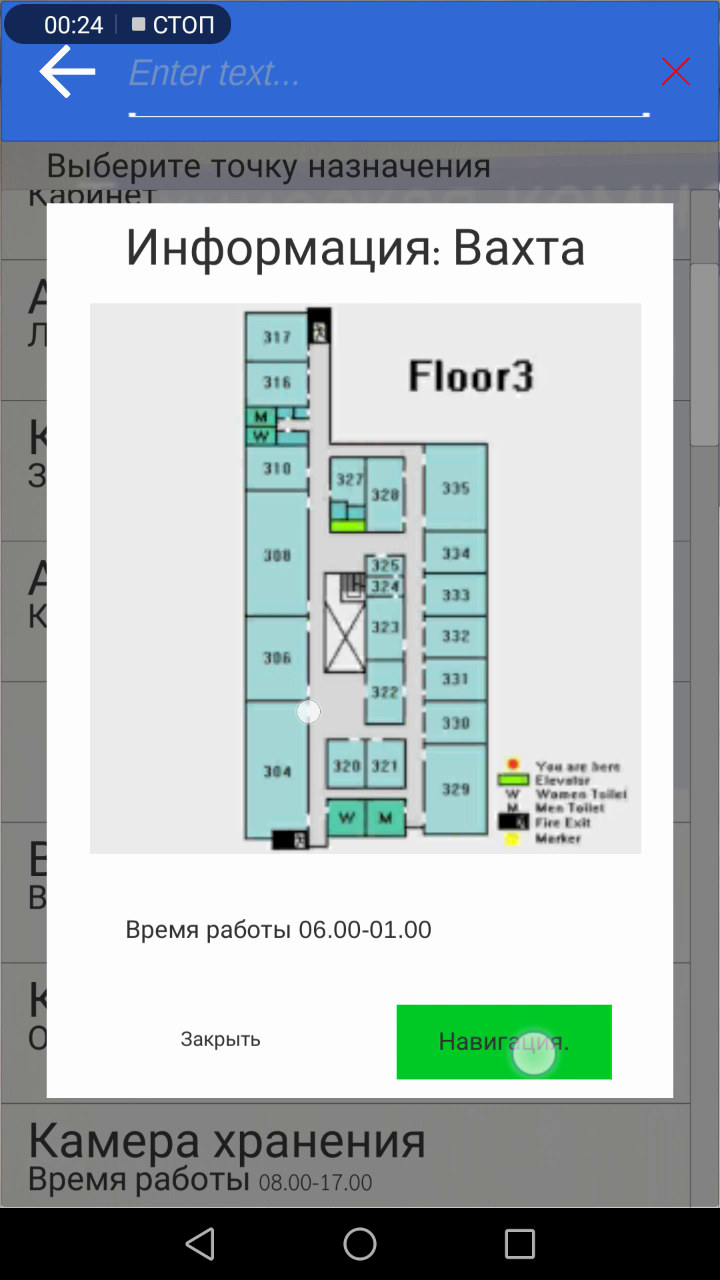 00:24 СТОП
Enter text...
Выберите точку назначения
Кабинет
Информация: Вахта
317
Floor3
316
M
W
310
327
328
335
308
334
325
324
333
323
332
306
331
322
330
304
320
321
329
You are here
Elevator
W Women Toilet
M Men Toilet
W
M
Fire Exit
Marker
Время работы 06.00-01.00
Закрыть
Навигация.
Камера хранения
Время работы 08.00-17.00